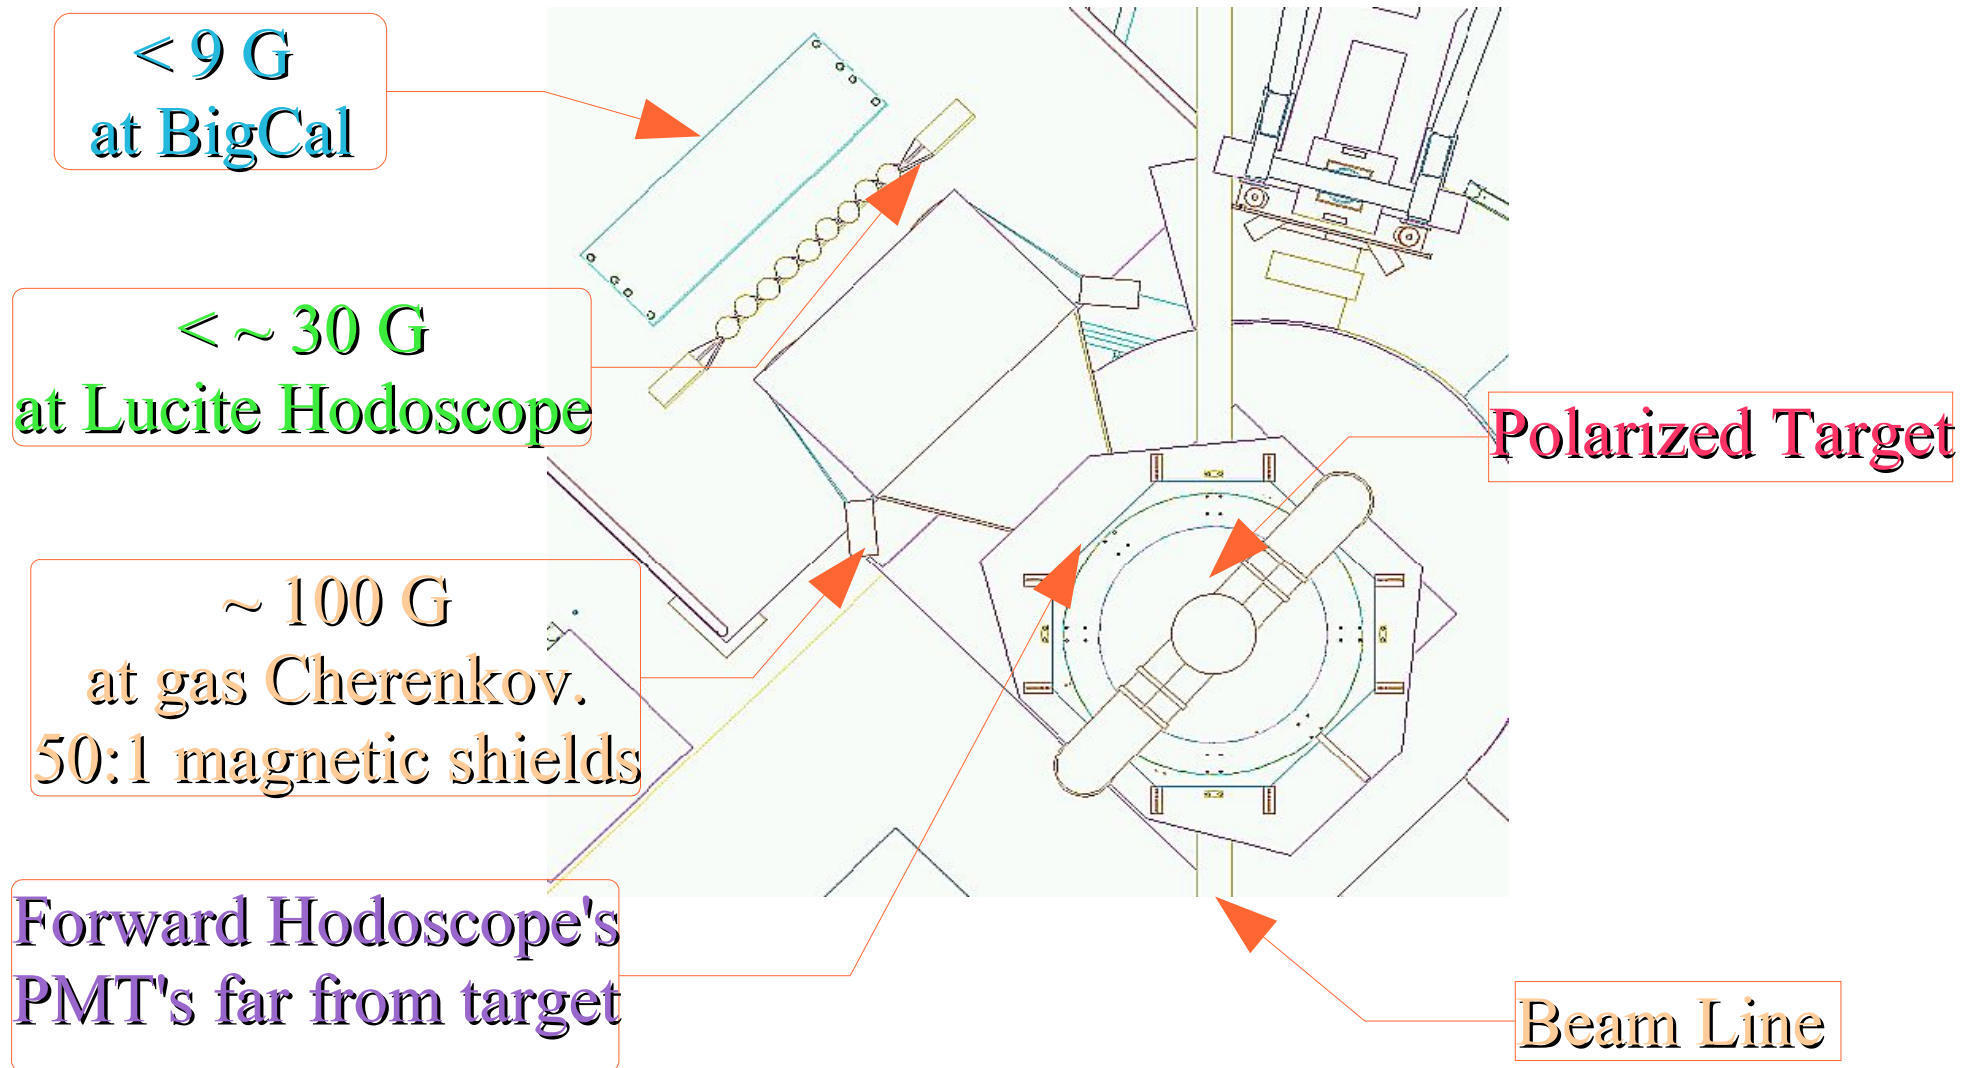 < 9 G
at BigCal
< ~ 30 G
at Lucite Hodoscope
~ 100 G
at gas Cherenkov.
50:1 magnetic shields
Forward Hodoscope's
PMT's far from target
Polarized Target
Beam Line